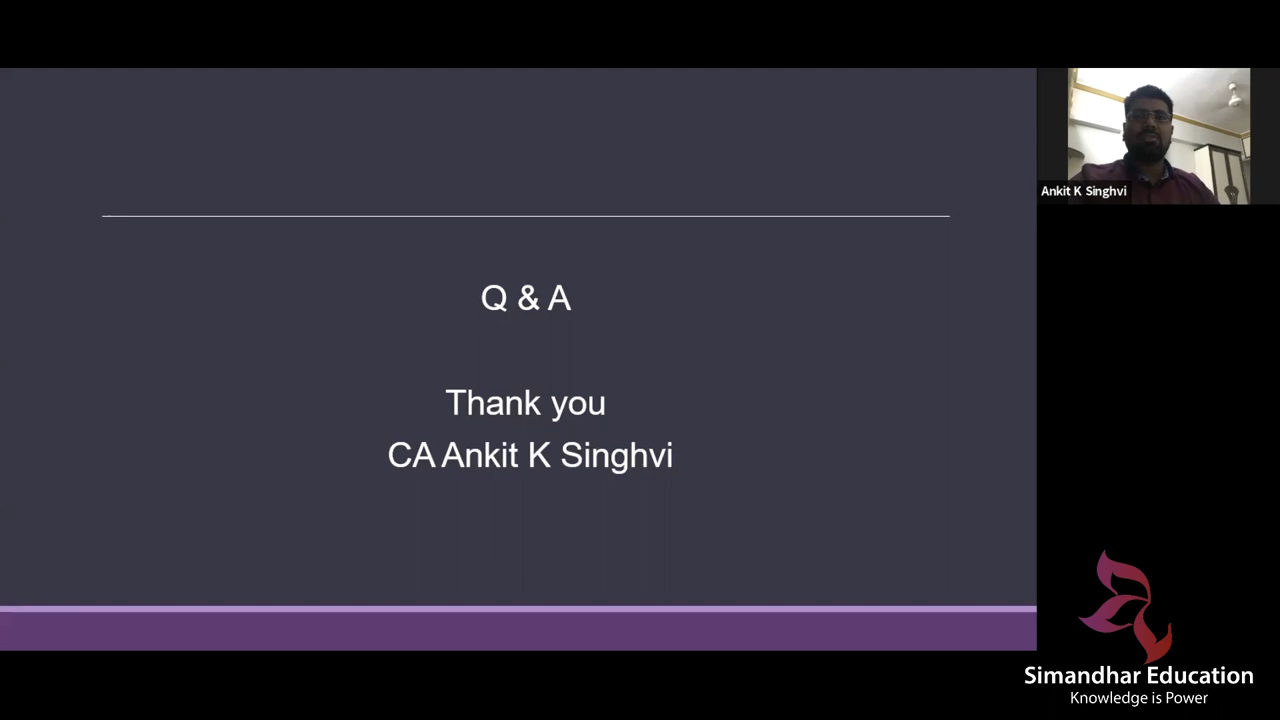 Q & A
Thank you
CA Ankit K Singhvi
Ankit K Singhvi
Simandhar Education
Knowledge is Power